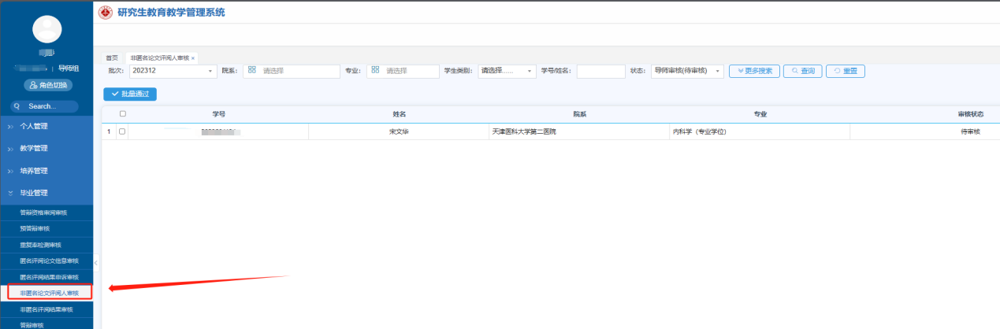 研究生教育教学管理系统
| 导师组
角色切换
Search...
个人管理
教学管理
培养管理
毕业管理
答辩资格审阅审核
预答辩审核
重复率检测审核
匿名评阅论文信息审核
匿名评阅结果申诉审核
非匿名论文评阅人审核
非匿名评阅结果审核
答辩审核
首页 非匿名论文评阅人审核 ×
批次: 202312 院系: 请选择 专业: 请选择 学生类别: 请选择...... 学号/姓名: 状态: 导师审核(待审核) 更多搜索 查询 重置
批量通过
学号 姓名 院系 专业 审核状态
1 宋文华 天津医科大学第二医院 内科学（专业学位） 待审核